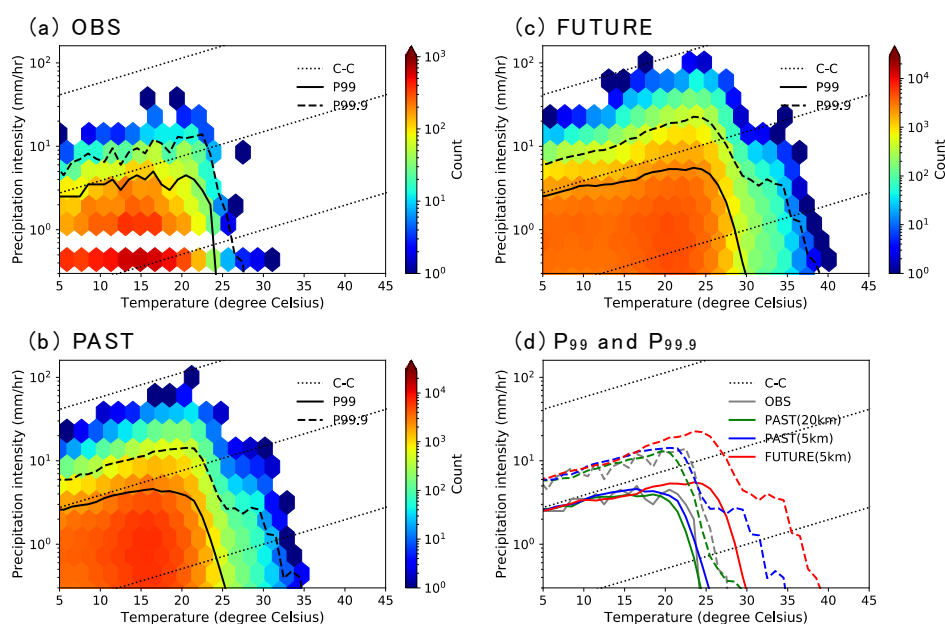 (a) OBS
10²
10¹
10⁰
Precipitation intensity (mm/hr)
C-C
P99
P99.9
5 10 15 20 25 30 35 40 45
Temperature (degree Celsius)
10³
10²
10¹
10⁰
Count
(c) FUTURE
10²
10¹
10⁰
Precipitation intensity (mm/hr)
C-C
P99
P99.9
5 10 15 20 25 30 35 40 45
Temperature (degree Celsius)
10⁴
10³
10²
10¹
10⁰
Count
(b) PAST
10²
10¹
10⁰
Precipitation intensity (mm/hr)
C-C
P99
P99.9
5 10 15 20 25 30 35 40 45
Temperature (degree Celsius)
10⁴
10³
10²
10¹
10⁰
Count
(d) P99 and P99.9
10²
10¹
10⁰
Precipitation intensity (mm/hr)
C-C
OBS
PAST(20km)
PAST(5km)
FUTURE(5km)
5 10 15 20 25 30 35 40 45
Temperature (degree Celsius)